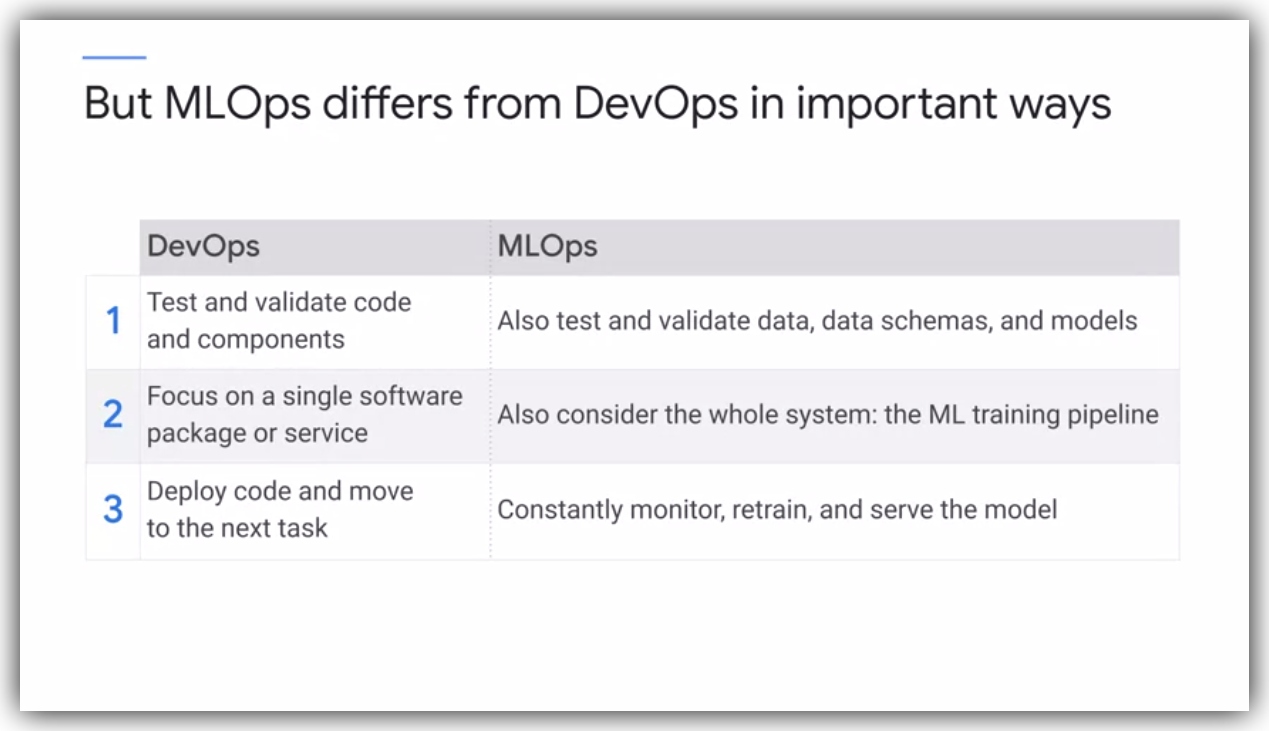 But MLOps differs from DevOps in important ways
DevOps
MLOps
1
Test and validate code
and components
Also test and validate data, data schemas, and models
2
Focus on a single software
package or service
Also consider the whole system: the ML training pipeline
3
Deploy code and move
to the next task
Constantly monitor, retrain, and serve the model